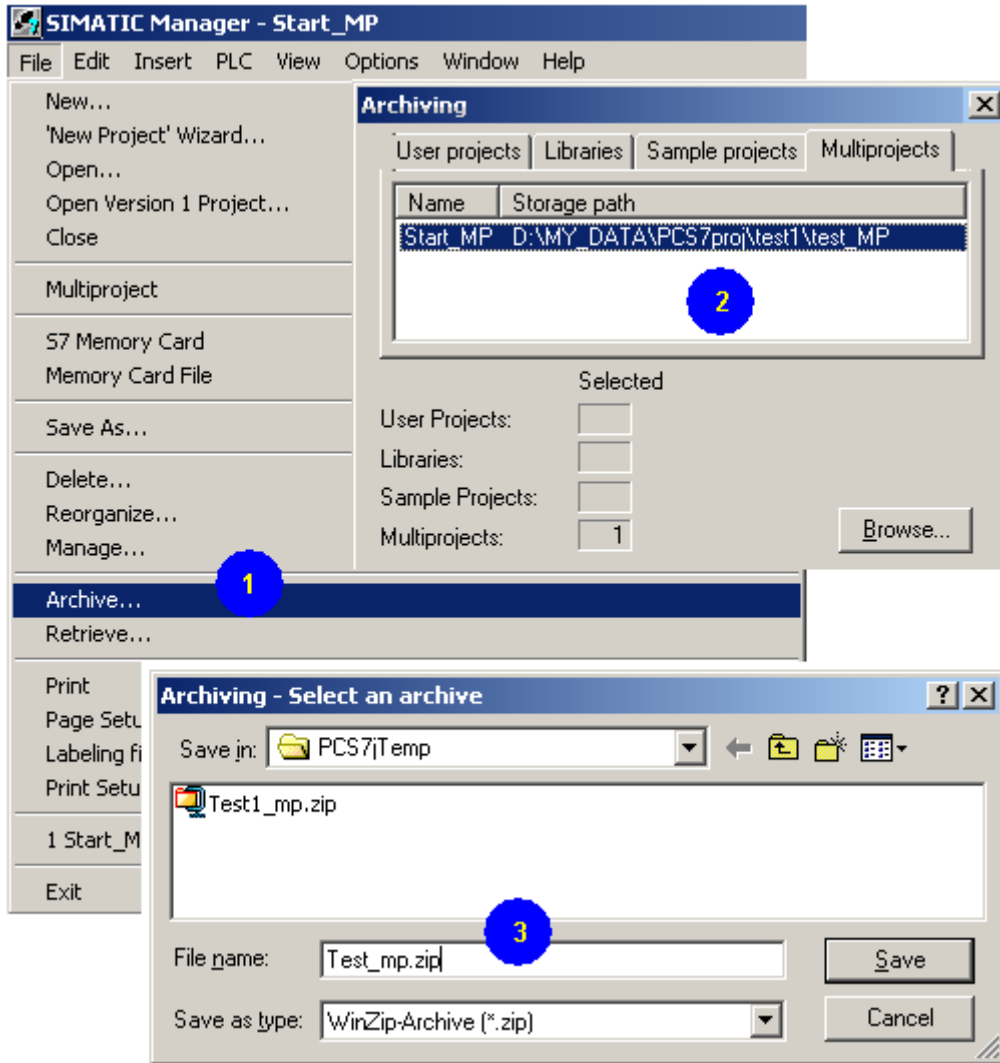 SIMATIC Manager - Start_MP
File Edit Insert PLC View Options Window Help
New...
'New Project' Wizard...
Open...
Open Version 1 Project...
Close
Multiproject
S7 Memory Card
Memory Card File
Save As...
Delete...
Reorganize...
Manage...
1
Archive...
Retrieve...
Print
Page Setu
Labeling fi
Print Setu
1 Start_M
Exit
Archiving
User projects Libraries Sample projects Multiprojects
Name Storage path
Start_MP D:\MY_DATA\PCS7proj\test1\test_MP
2
Selected
User Projects:
Libraries:
Sample Projects:
Multiprojects: 1
Browse...
Archiving - Select an archive
Save in: PCS7jTemp
Test1_mp.zip
3
File name: Test_mp.zip
Save
Save as type: WinZip-Archive (*.zip)
Cancel